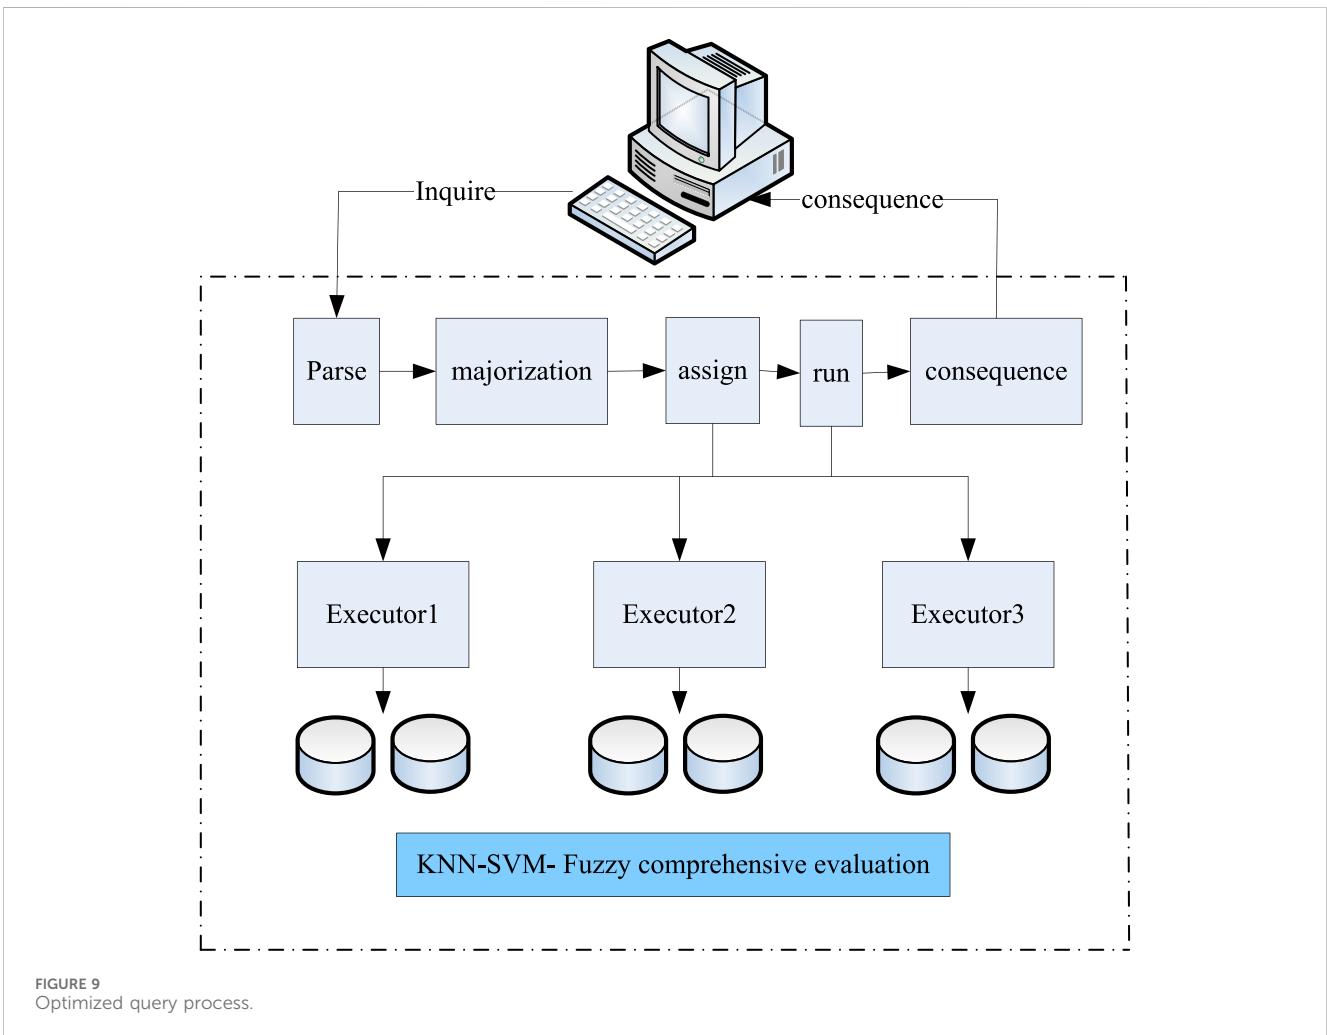 Inquire
consequence
Parse
majorization
assign
run
consequence
Executor1
Executor2
Executor3
KNN-SVM- Fuzzy comprehensive evaluation
FIGURE 9
Optimized query process.